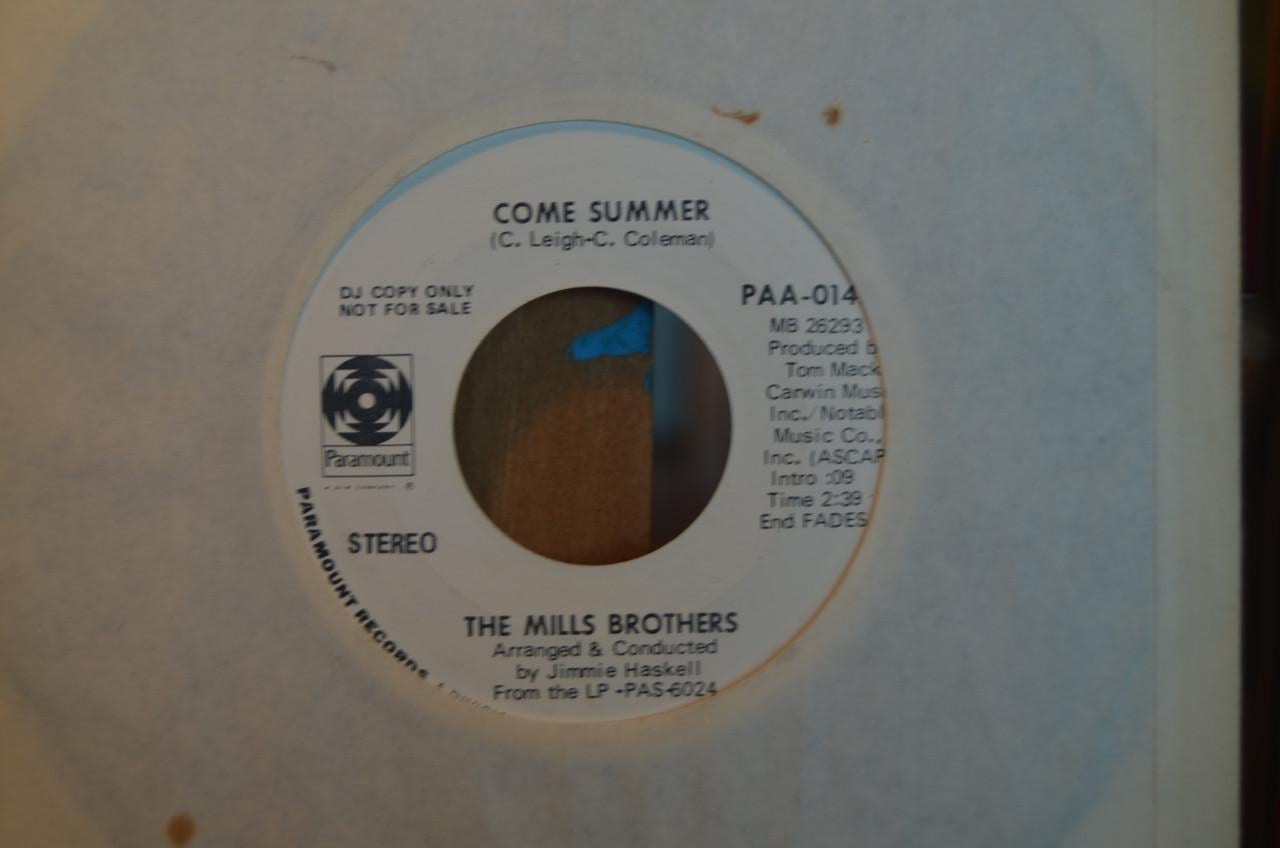 COME SUMMER
(C. Leigh-C. Coleman)
DJ COPY ONLY
NOT FOR SALE
PAA-014
MB 26293
Produced b
Tom Mack
Carwin Mus
Inc./Notabl
Music Co.,
Inc. (ASCAP
Intro :09
Time 2:39
End FADES
Paramount
STEREO
PARAMOUNT RECORDS
THE MILLS BROTHERS
Arranged & Conducted
by Jimmie Haskell
From the LP -PAS-6024